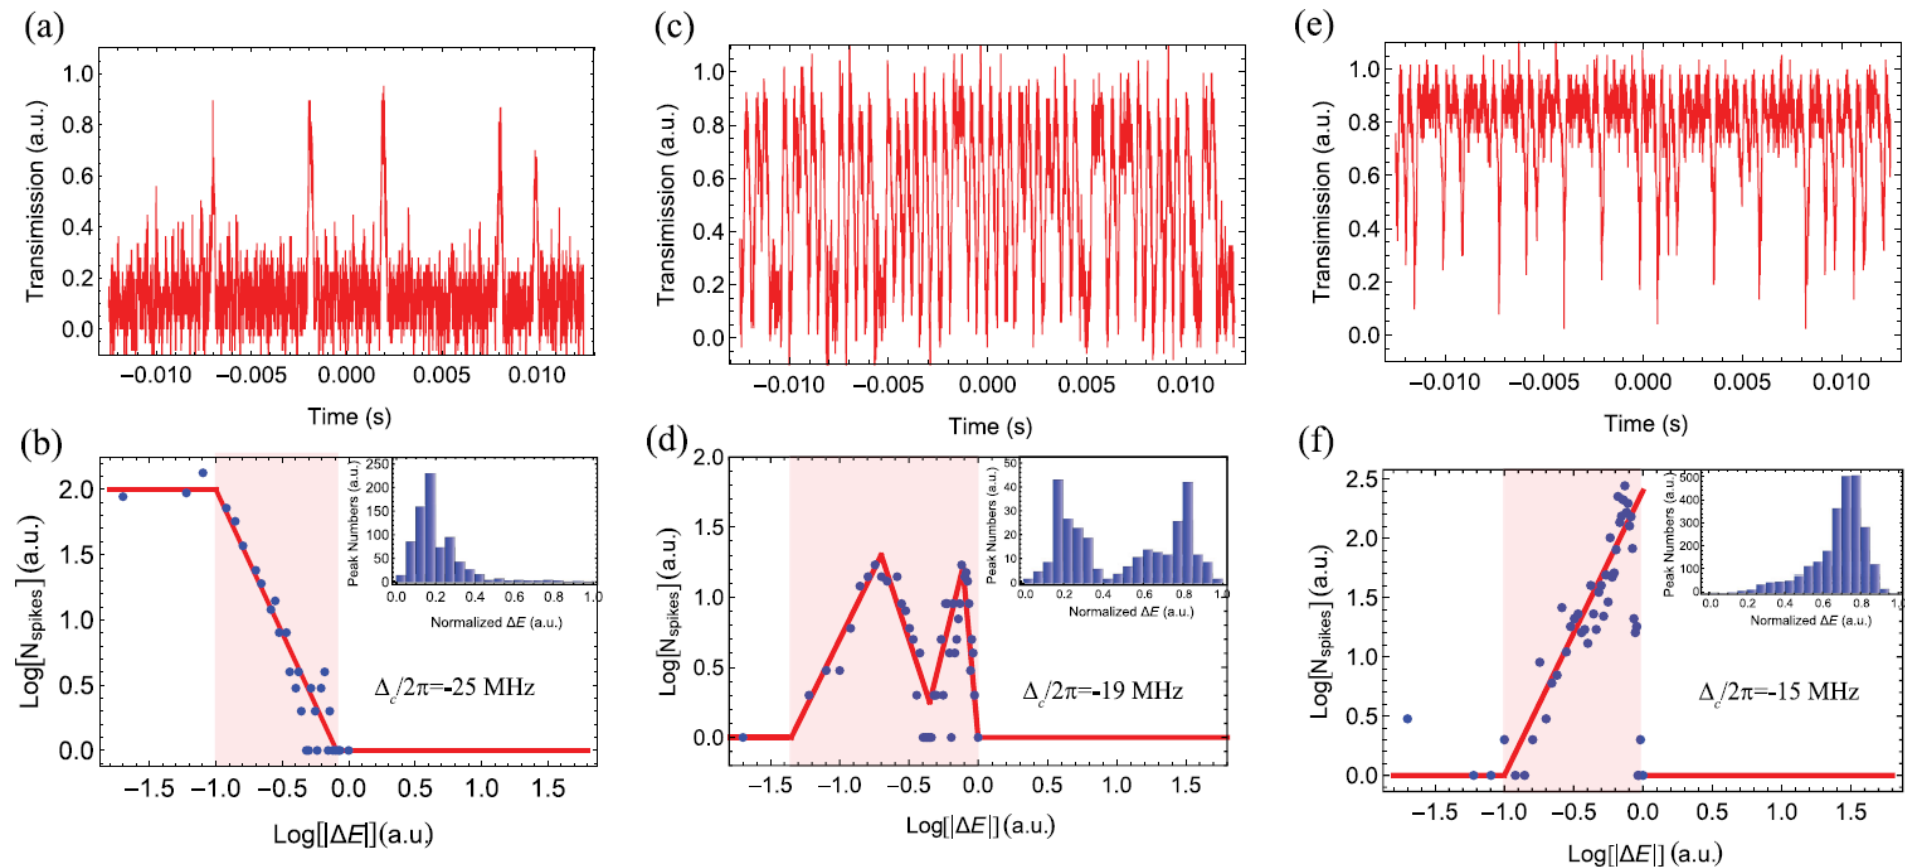 (a)
Transimission (a.u.)
1.0
0.8
0.6
0.4
0.2
0.0
−0.010 −0.005 0.000 0.005 0.010
Time (s)
(c)
Transimission (a.u.)
1.0
0.8
0.6
0.4
0.2
0.0
−0.010 −0.005 0.000 0.005 0.010
Time (s)
(e)
Transimission (a.u.)
1.0
0.8
0.6
0.4
0.2
0.0
−0.010 −0.005 0.000 0.005 0.010
Time (s)
(b)
Log[Nspikes] (a.u.)
2.0
1.5
1.0
0.5
0.0
−1.5 −1.0 −0.5 0.0 0.5 1.0 1.5
Log[|ΔE|] (a.u.)
Peak Numbers (a.u.)
250
200
150
100
50
0
0.0 0.2 0.4 0.6 0.8 1.0
Normalized ΔE (a.u.)
Δc/2π=-25 MHz
(d)
Log[Nspikes] (a.u.)
2.0
1.5
1.0
0.5
0.0
−1.5 −1.0 −0.5 0.0 0.5 1.0 1.5
Log[|ΔE|] (a.u.)
Peak Numbers (a.u.)
50
40
30
20
10
0
0.0 0.2 0.4 0.6 0.8 1.0
Normalized ΔE (a.u.)
Δc/2π=-19 MHz
(f)
Log[Nspikes] (a.u.)
2.5
2.0
1.5
1.0
0.5
0.0
−1.5 −1.0 −0.5 0.0 0.5 1.0 1.5
Log[|ΔE|] (a.u.)
Peak Numbers (a.u.)
500
400
300
200
100
0
0.0 0.2 0.4 0.6 0.8 1.0
Normalized ΔE (a.u.)
Δc/2π=-15 MHz